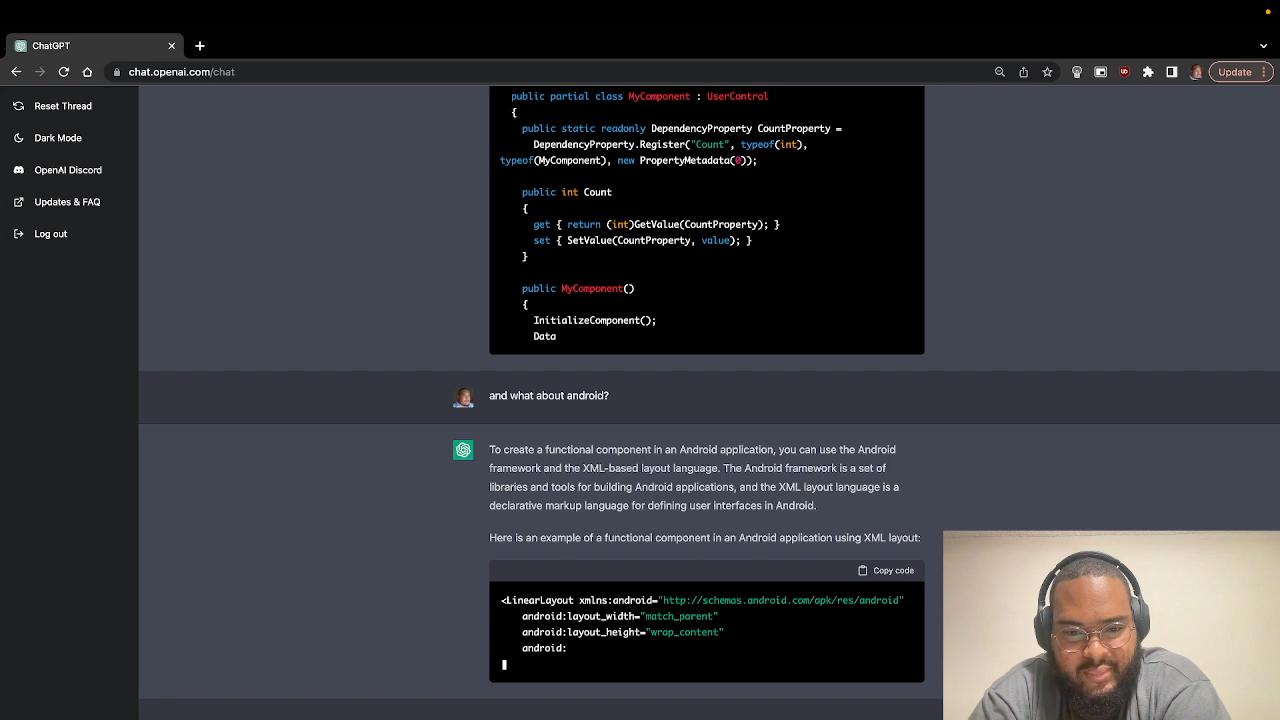 ChatGPT
chat.openai.com/chat
Update
Reset Thread
Dark Mode
OpenAI Discord
Updates & FAQ
Log out
public partial class MyComponent : UserControl
{
public static readonly DependencyProperty CountProperty =
DependencyProperty.Register("Count", typeof(int),
typeof(MyComponent), new PropertyMetadata(0));
public int Count
{
get { return (int)GetValue(CountProperty); }
set { SetValue(CountProperty, value); }
}
public MyComponent()
{
InitializeComponent();
Data
and what about android?
To create a functional component in an Android application, you can use the Android
framework and the XML-based layout language. The Android framework is a set of
libraries and tools for building Android applications, and the XML layout language is a
declarative markup language for defining user interfaces in Android.
Here is an example of a functional component in an Android application using XML layout:
Copy code
<LinearLayout xmlns:android="http://schemas.android.com/apk/res/android"
android:layout_width="match_parent"
android:layout_height="wrap_content"
android: